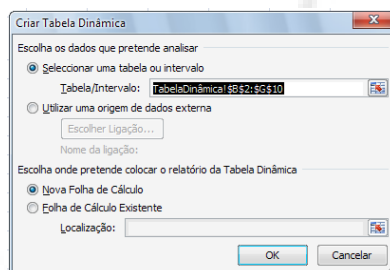 Criar Tabela Dinâmica
Escolha os dados que pretende analisar
Seleccionar uma tabela ou intervalo
Tabela/Intervalo: TabelaDinâmica!$B$2:$G$10
Utilizar uma origem de dados externa
Escolher Ligação...
Nome da ligação:
Escolha onde pretende colocar o relatório da Tabela Dinâmica
Nova Folha de Cálculo
Folha de Cálculo Existente
Localização:
OK Cancelar